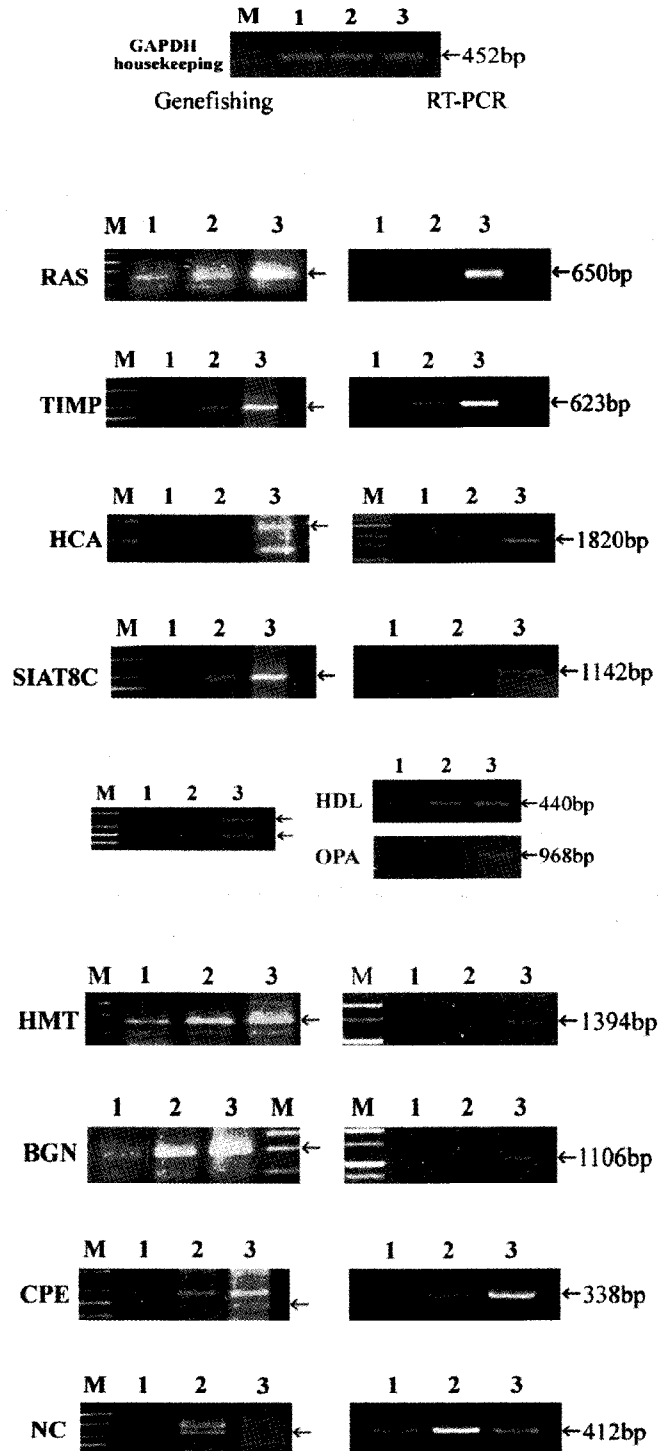 M 1 2 3
GAPDH
housekeeping
←452bp
Genefishing RT-PCR
M 1 2 3 1 2 3
RAS ← ←650bp
M 1 2 3 1 2 3
TIMP ← ←623bp
M 1 2 3 M 1 2 3
HCA ← ←1820bp
M 1 2 3 1 2 3
SIAT8C ← ←1142bp
M 1 2 3 1 2 3
← HDL ←440bp
← OPA ←968bp
M 1 2 3 M 1 2 3
HMT ← ←1394bp
1 2 3 M M 1 2 3
BGN ← ←1106bp
M 1 2 3 1 2 3
CPE ← ←338bp
M 1 2 3 1 2 3
NC ← ←412bp